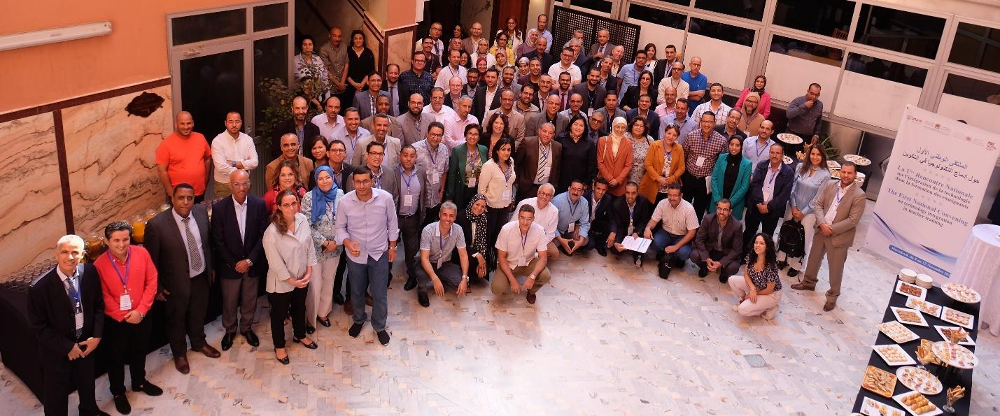 USAID
الملتقى الوطني الأول
حول إدماج التكنولوجيا في التكوين
La 1ère Rencontre Nationale
sur l'intégration de la technologie
dans la formation des enseignants
The First National Convening
on technology integration
in teacher training
Marrakech, du 8 au 12 Novembre